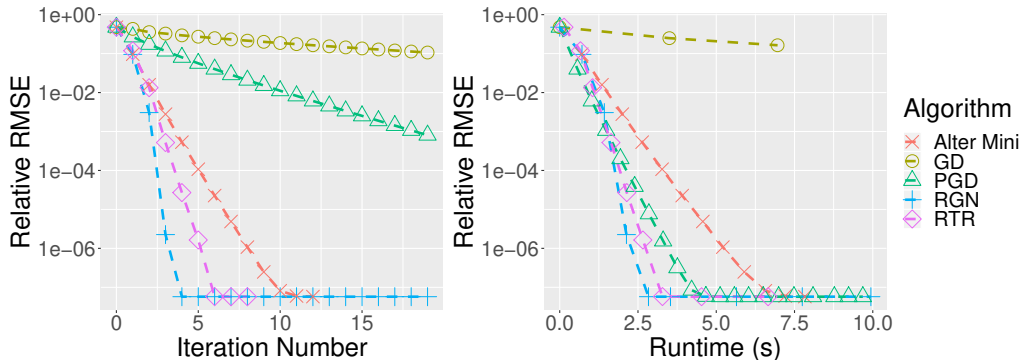 1e+00
1e−02
1e−04
1e−06
Relative RMSE
0 5 10 15
Iteration Number
1e+00
1e−02
1e−04
1e−06
Relative RMSE
0.0 2.5 5.0 7.5 10.0
Runtime (s)
Algorithm
Alter Mini
GD
PGD
RGN
RTR